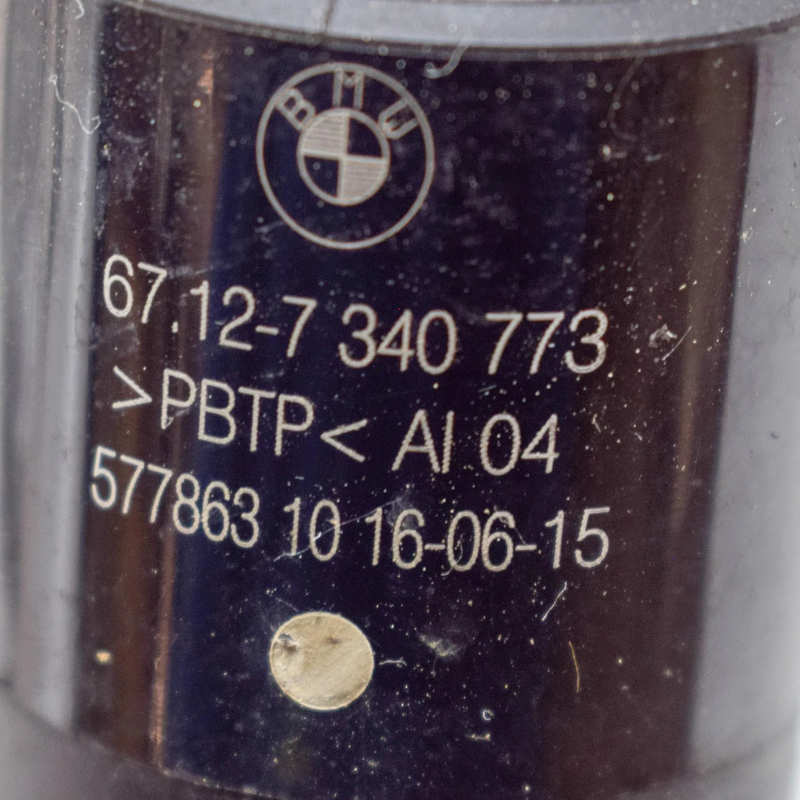 BMW
67.12-7 340 773
>PBTP< AI 04
577863 10 16-06-15